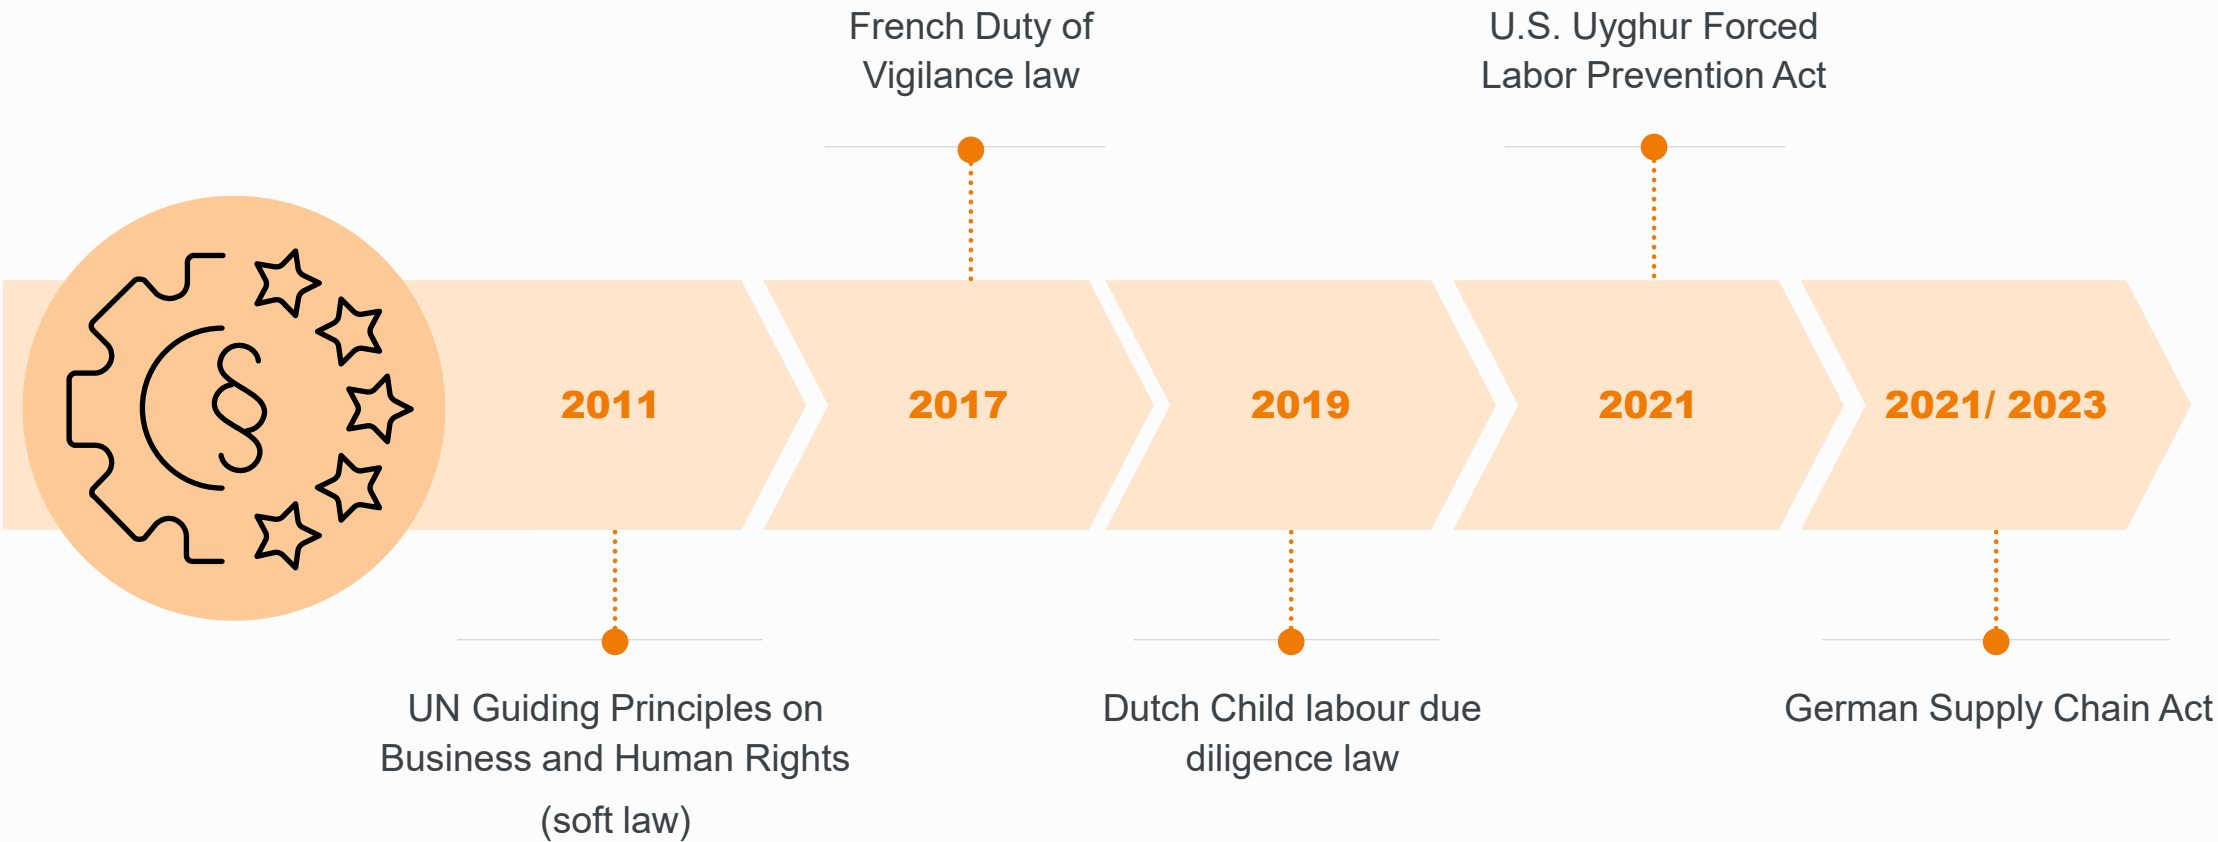 French Duty of
Vigilance law
U.S. Uyghur Forced
Labor Prevention Act
2011
2017
2019
2021
2021/ 2023
UN Guiding Principles on
Business and Human Rights
(soft law)
Dutch Child labour due
diligence law
German Supply Chain Act